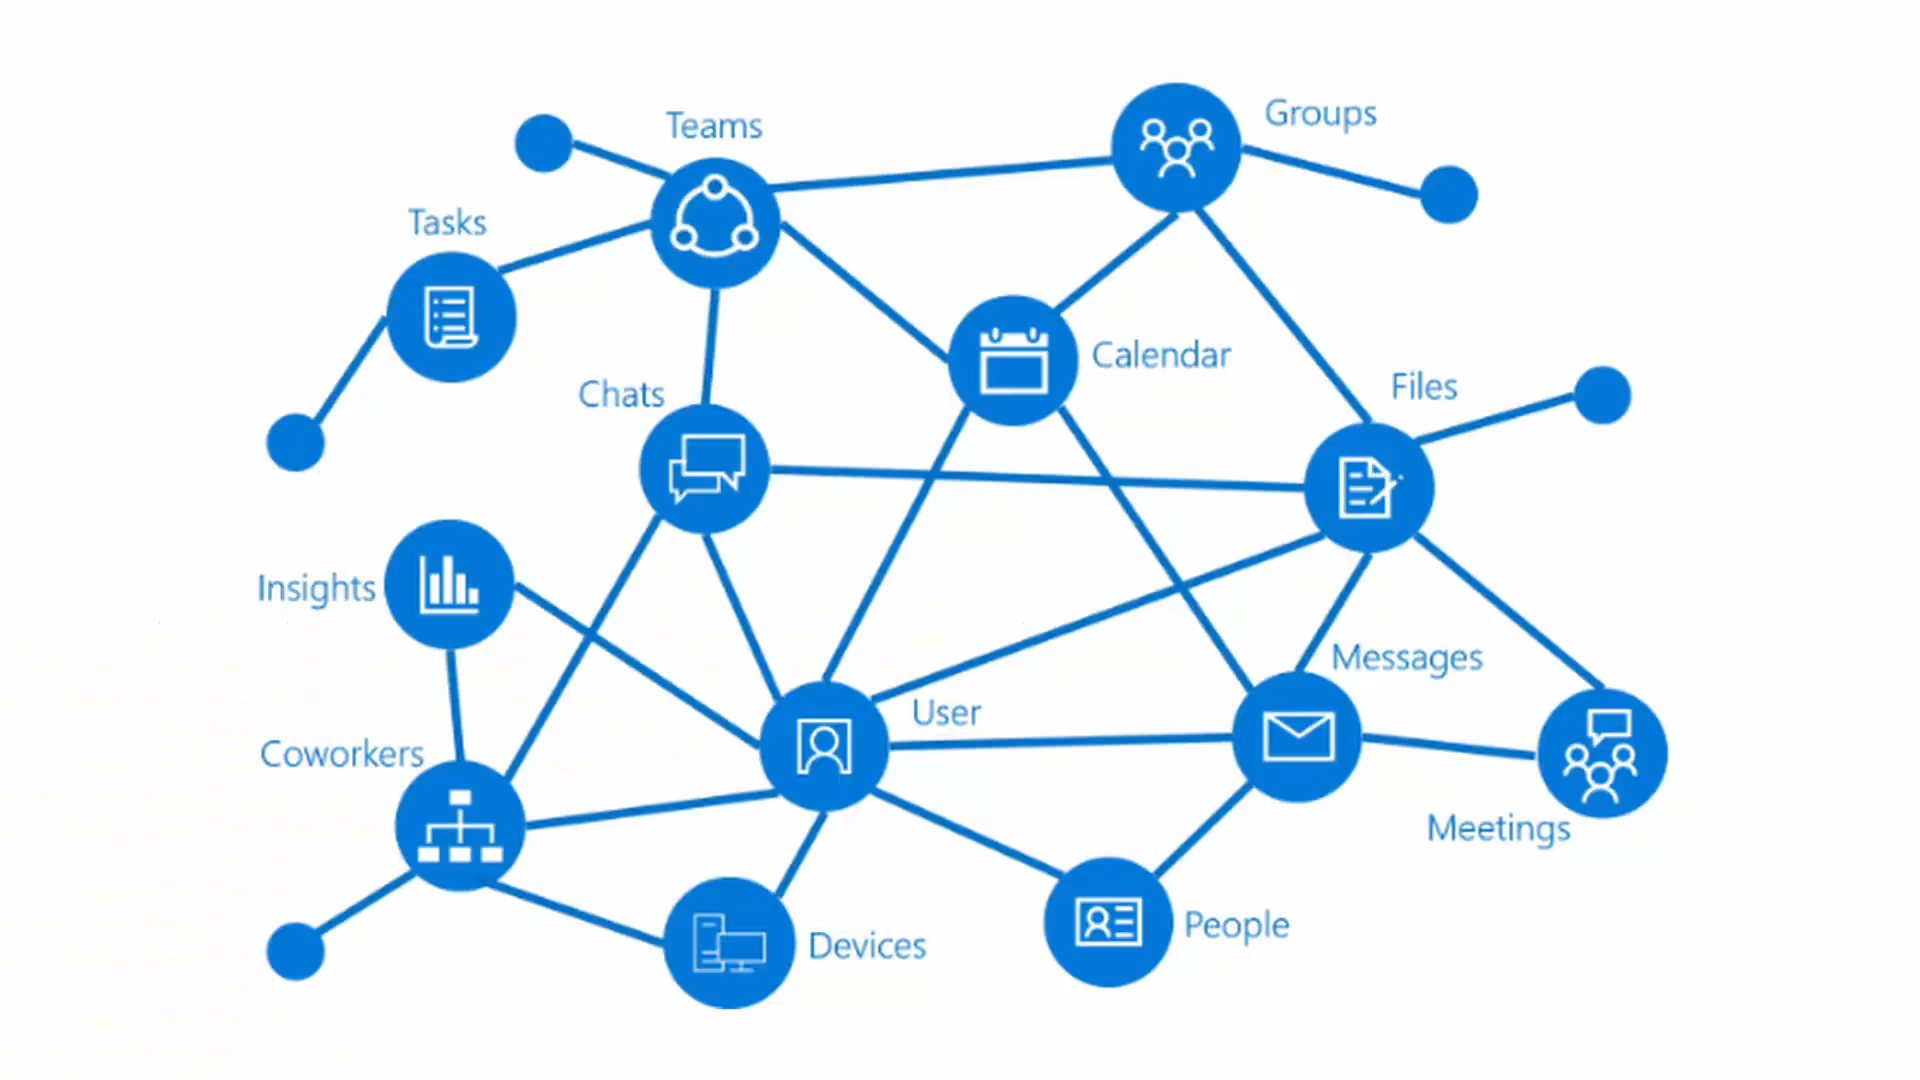 Groups
Teams
Tasks
Calendar
Files
Chats
Insights
Messages
User
Coworkers
Meetings
People
Devices